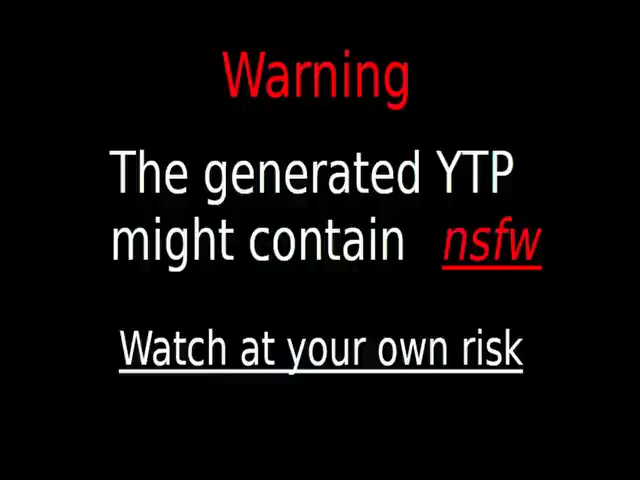 Warning
The generated YTP
might contain nsfw
Watch at your own risk